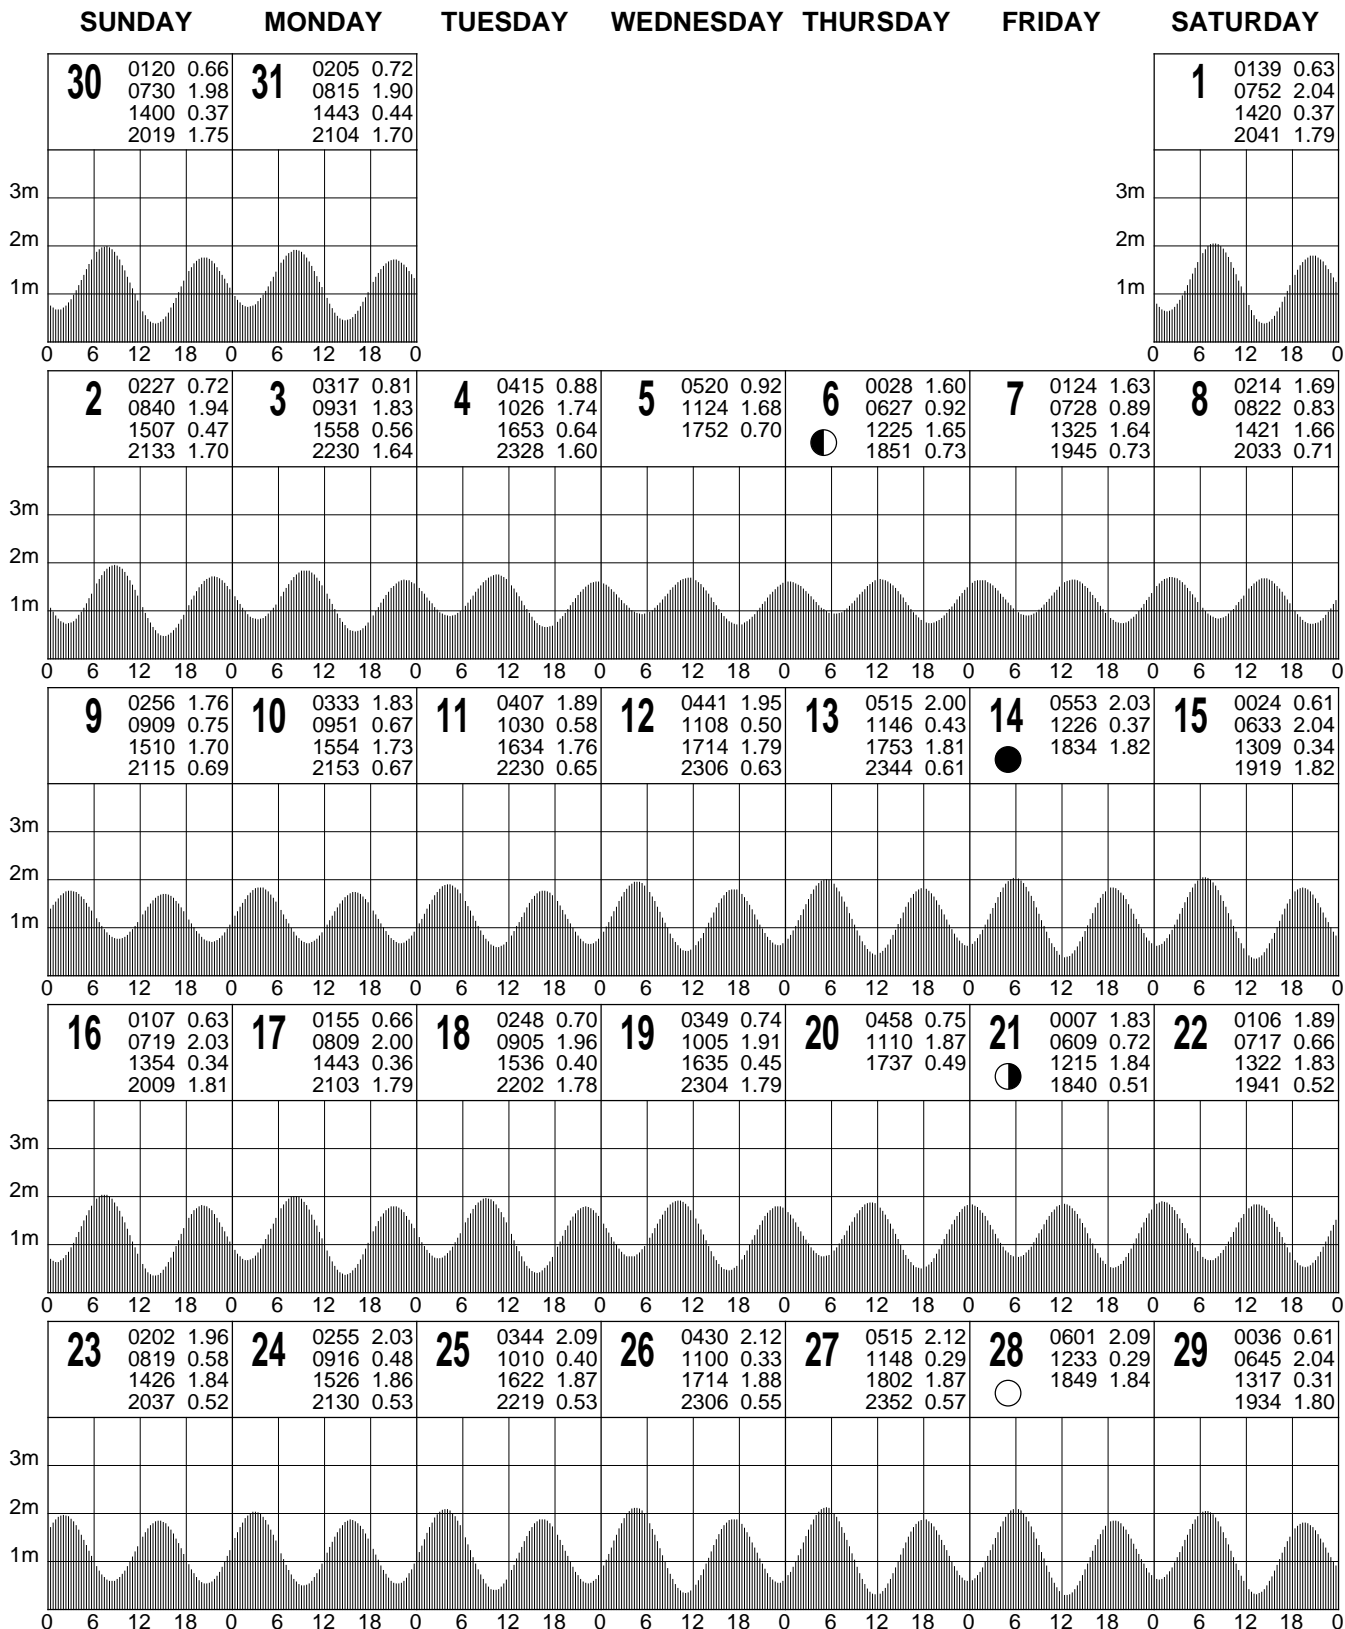 SUNDAY MONDAY TUESDAY WEDNESDAY THURSDAY FRIDAY SATURDAY
30 0120 0.66 31 0205 0.72 1 0139 0.63
0730 1.98 0815 1.90 0752 2.04
1400 0.37 1443 0.44 1420 0.37
2019 1.75 2104 1.70 2041 1.79
3m 3m
2m 2m
1m 1m
0 6 12 18 0 6 12 18 0 0 6 12 18 0
2 0227 0.72 3 0317 0.81 4 0415 0.88 5 0520 0.92 6 0028 1.60 7 0124 1.63 8 0214 1.69
0840 1.94 0931 1.83 1026 1.74 1124 1.68 0627 0.92 0728 0.89 0822 0.83
1507 0.47 1558 0.56 1653 0.64 1752 0.70 1225 1.65 1325 1.64 1421 1.66
2133 1.70 2230 1.64 2328 1.60 1851 0.73 1945 0.73 2033 0.71
3m
2m
1m
0 6 12 18 0 6 12 18 0 6 12 18 0 6 12 18 0 6 12 18 0 6 12 18 0 6 12 18 0
9 0256 1.76 10 0333 1.83 11 0407 1.89 12 0441 1.95 13 0515 2.00 14 0553 2.03 15 0024 0.61
0909 0.75 0951 0.67 1030 0.58 1108 0.50 1146 0.43 1226 0.37 0633 2.04
1510 1.70 1554 1.73 1634 1.76 1714 1.79 1753 1.81 1834 1.82 1309 0.34
2115 0.69 2153 0.67 2230 0.65 2306 0.63 2344 0.61 1919 1.82
3m
2m
1m
0 6 12 18 0 6 12 18 0 6 12 18 0 6 12 18 0 6 12 18 0 6 12 18 0 6 12 18 0
16 0107 0.63 17 0155 0.66 18 0248 0.70 19 0349 0.74 20 0458 0.75 21 0007 1.83 22 0106 1.89
0719 2.03 0809 2.00 0905 1.96 1005 1.91 1110 1.87 0609 0.72 0717 0.66
1354 0.34 1443 0.36 1536 0.40 1635 0.45 1737 0.49 1215 1.84 1322 1.83
2009 1.81 2103 1.79 2202 1.78 2304 1.79 1840 0.51 1941 0.52
3m
2m
1m
0 6 12 18 0 6 12 18 0 6 12 18 0 6 12 18 0 6 12 18 0 6 12 18 0 6 12 18 0
23 0202 1.96 24 0255 2.03 25 0344 2.09 26 0430 2.12 27 0515 2.12 28 0601 2.09 29 0036 0.61
0819 0.58 0916 0.48 1010 0.40 1100 0.33 1148 0.29 1233 0.29 0645 2.04
1426 1.84 1526 1.86 1622 1.87 1714 1.88 1802 1.87 1849 1.84 1317 0.31
2037 0.52 2130 0.53 2219 0.53 2306 0.55 2352 0.57 1934 1.80
3m
2m
1m
0 6 12 18 0 6 12 18 0 6 12 18 0 6 12 18 0 6 12 18 0 6 12 18 0 6 12 18 0